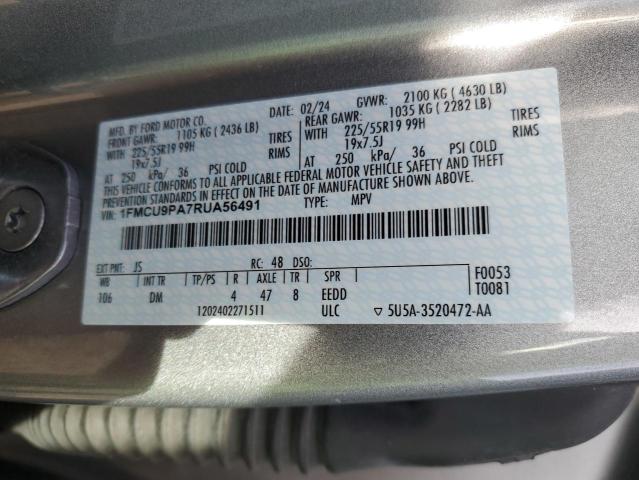 MFD. BY FORD MOTOR CO.
DATE: 02/24 GVWR: 2100 KG ( 4630 LB)
FRONT GAWR: 1105 KG ( 2436 LB)
REAR GAWR: 1035 KG ( 2282 LB)
WITH 225/55R19 99H TIRES
WITH 225/55R19 99H TIRES
19x7.5J RIMS
19x7.5J RIMS
AT 250 kPa/ 36 PSI COLD
AT 250 kPa/ 36 PSI COLD
THIS VEHICLE CONFORMS TO ALL APPLICABLE FEDERAL MOTOR VEHICLE SAFETY AND THEFT
PREVENTION STANDARDS IN EFFECT ON THE DATE OF MANUFACTURE SHOWN ABOVE.
VIN: 1FMCU9PA7RUA56491 TYPE: MPV
EXT PNT: JS RC: 48 DSO: F0053
WB INT TR TP/PS R AXLE TR SPR T0081
106 DM 4 47 8 EEDD
1202402271511 ULC ▽ 5U5A-3520472-AA